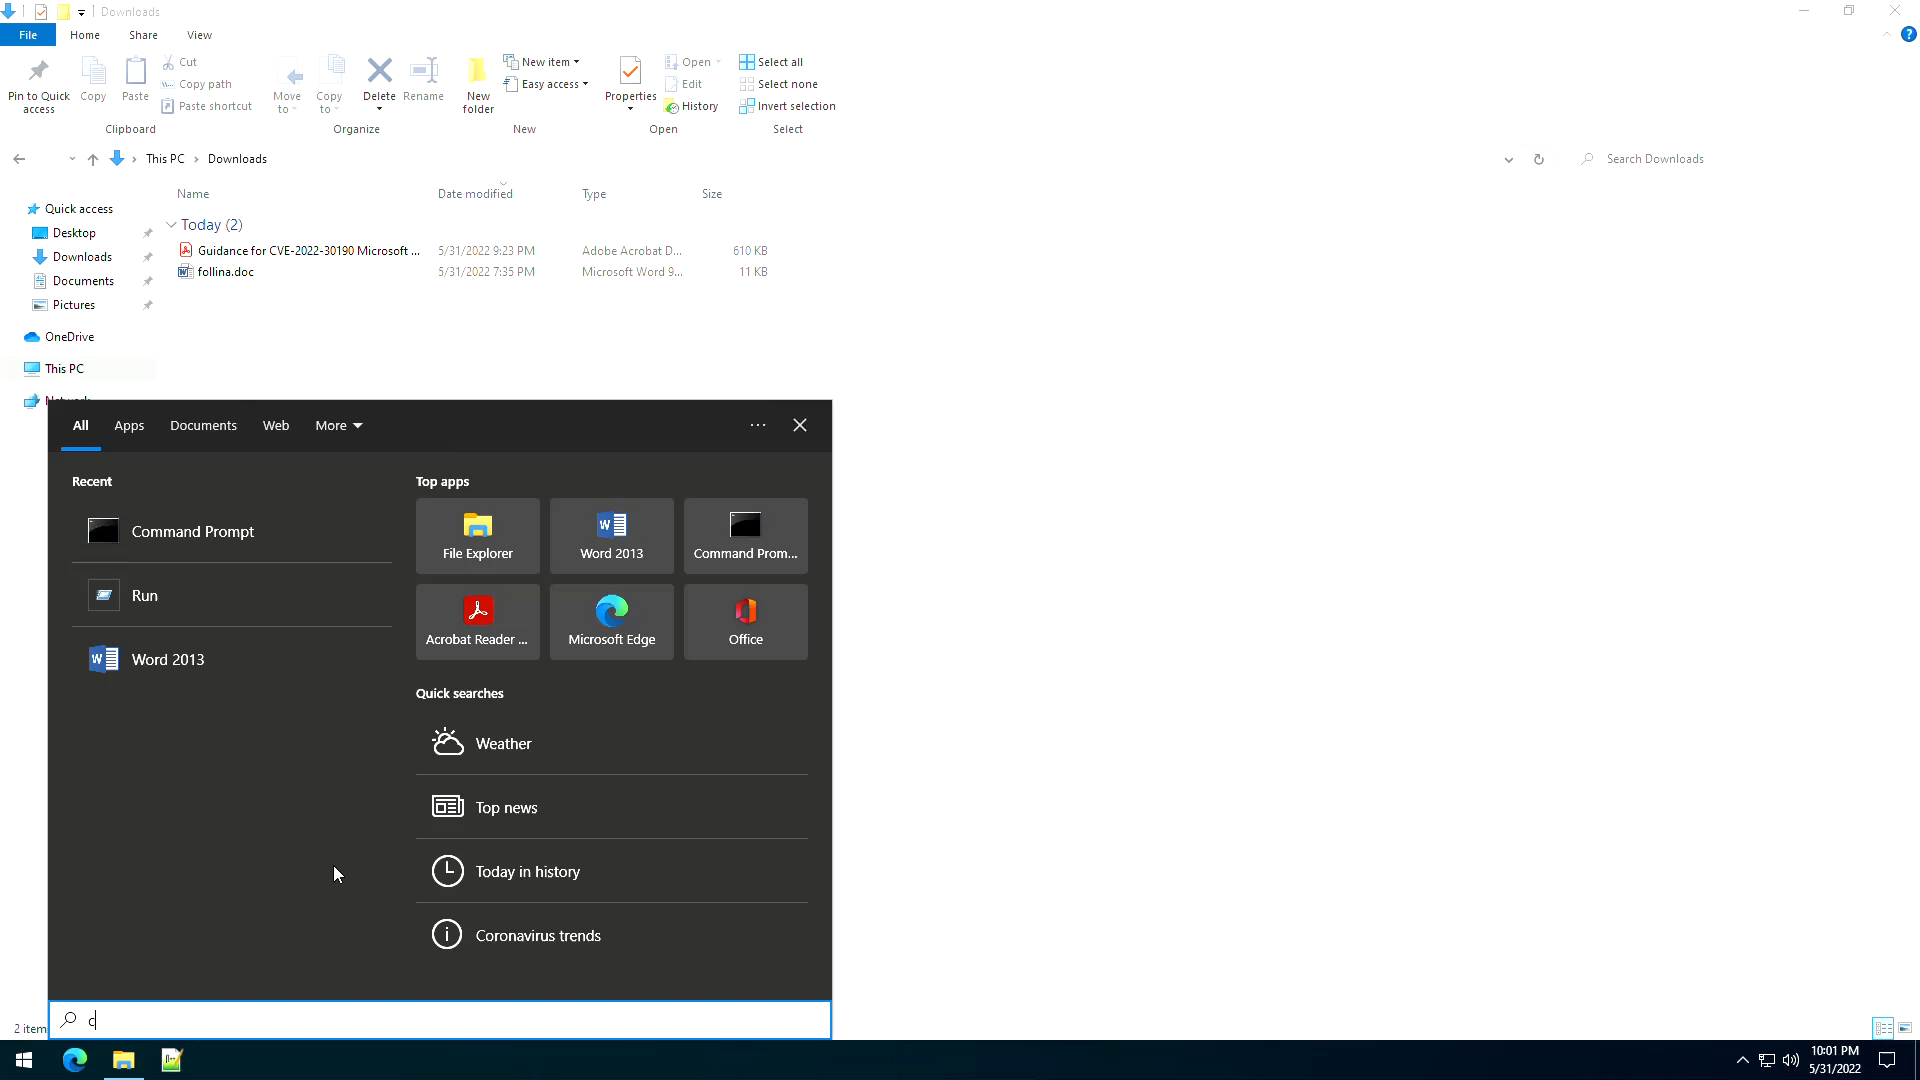 Downloads
File Home Share View
Pin to Quick access
Copy
Paste
Cut
Copy path
Paste shortcut
Clipboard
Move to
Copy to
Delete
Rename
Organize
New folder
New item
Easy access
New
Properties
Open
Edit
History
Open
Select all
Select none
Invert selection
Select
This PC › Downloads
Search Downloads
Name Date modified Type Size
Quick access
Desktop
Downloads
Documents
Pictures
OneDrive
This PC
Today (2)
Guidance for CVE-2022-30190 Microsoft ... 5/31/2022 9:23 PM Adobe Acrobat D... 610 KB
follina.doc 5/31/2022 7:35 PM Microsoft Word 9... 11 KB
All Apps Documents Web More
Recent
Command Prompt
Run
Word 2013
Top apps
File Explorer Word 2013 Command Prom...
Acrobat Reader ... Microsoft Edge Office
Quick searches
Weather
Top news
Today in history
Coronavirus trends
c
2 item
10:01 PM
5/31/2022